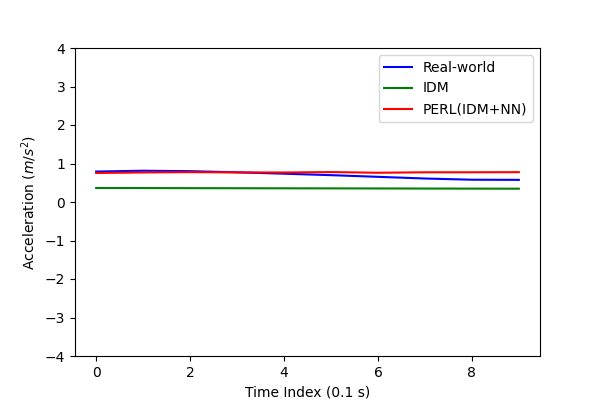 Real-world
IDM
PERL(IDM+NN)
4
3
2
1
0
−1
−2
−3
−4
Acceleration (m/s²)
0 2 4 6 8
Time Index (0.1 s)